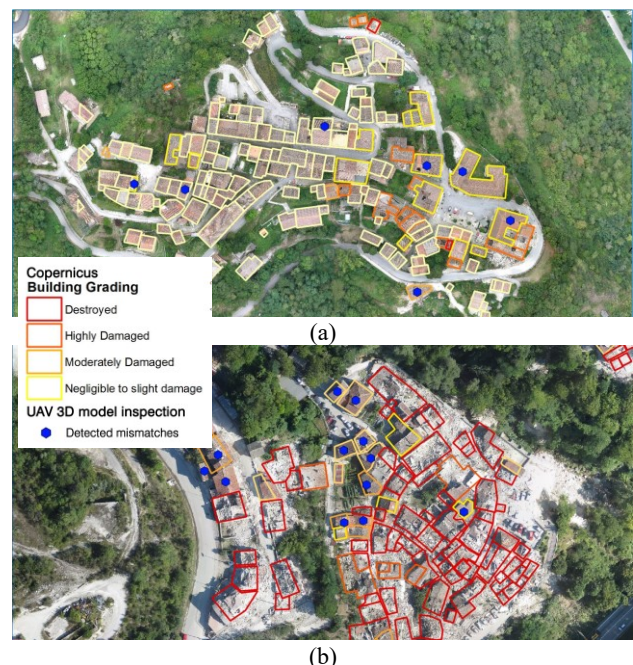 (a)
Copernicus
Building Grading
Destroyed
Highly Damaged
Moderately Damaged
Negligible to slight damage
UAV 3D model inspection
Detected mismatches
(b)